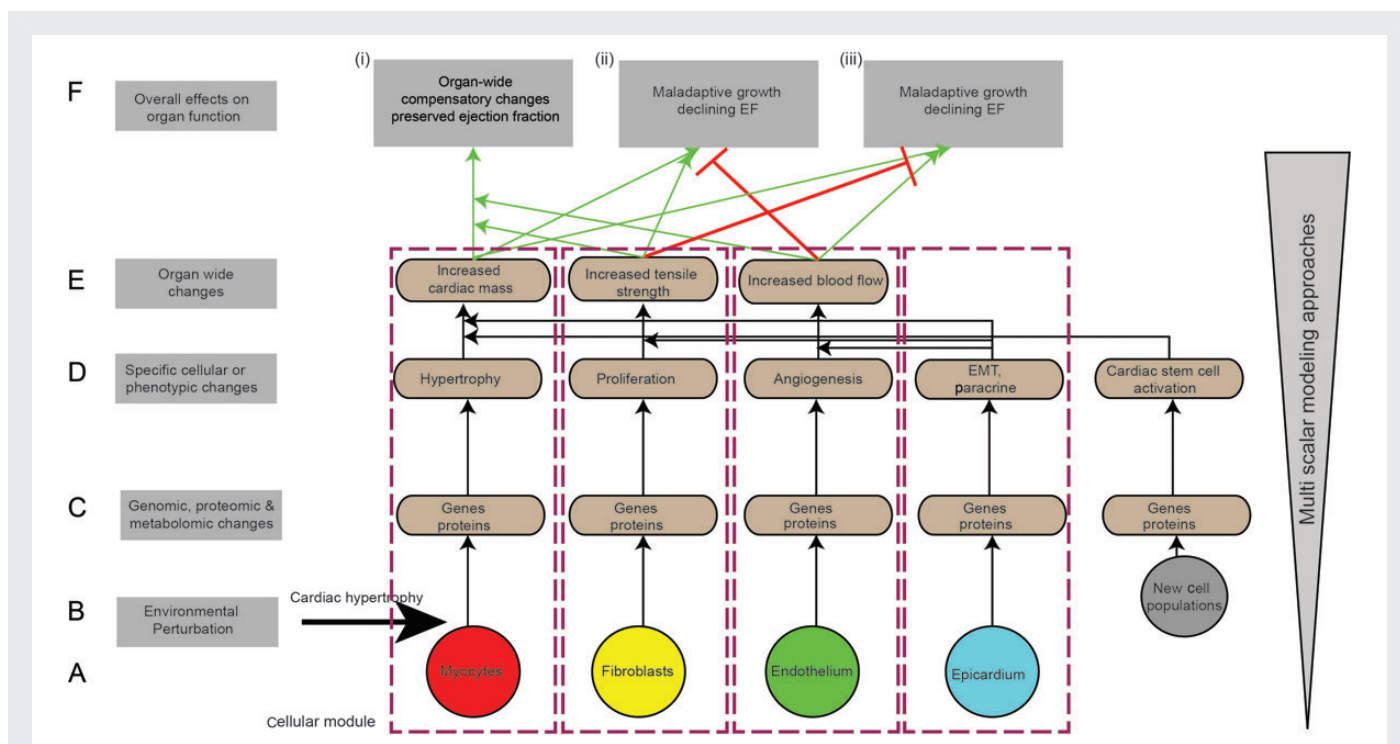 (i)
(ii)
(iii)
F
Overall effects on
organ function
Organ-wide
compensatory changes
preserved ejection fraction
Maladaptive growth
declining EF
Maladaptive growth
declining EF
E
Organ wide
changes
Increased
cardiac mass
Increased tensile
strength
Increased blood flow
D
Specific cellular or
phenotypic changes
Hypertrophy
Proliferation
Angiogenesis
EMT,
paracrine
Cardiac stem cell
activation
C
Genomic, proteomic &
metabolomic changes
Genes
proteins
Genes
proteins
Genes
proteins
Genes
proteins
Genes
proteins
B
Environmental
Perturbation
Cardiac hypertrophy
New cell
populations
A
Myocytes
Fibroblasts
Endothelium
Epicardium
Cellular module
Multi scalar modeling approaches